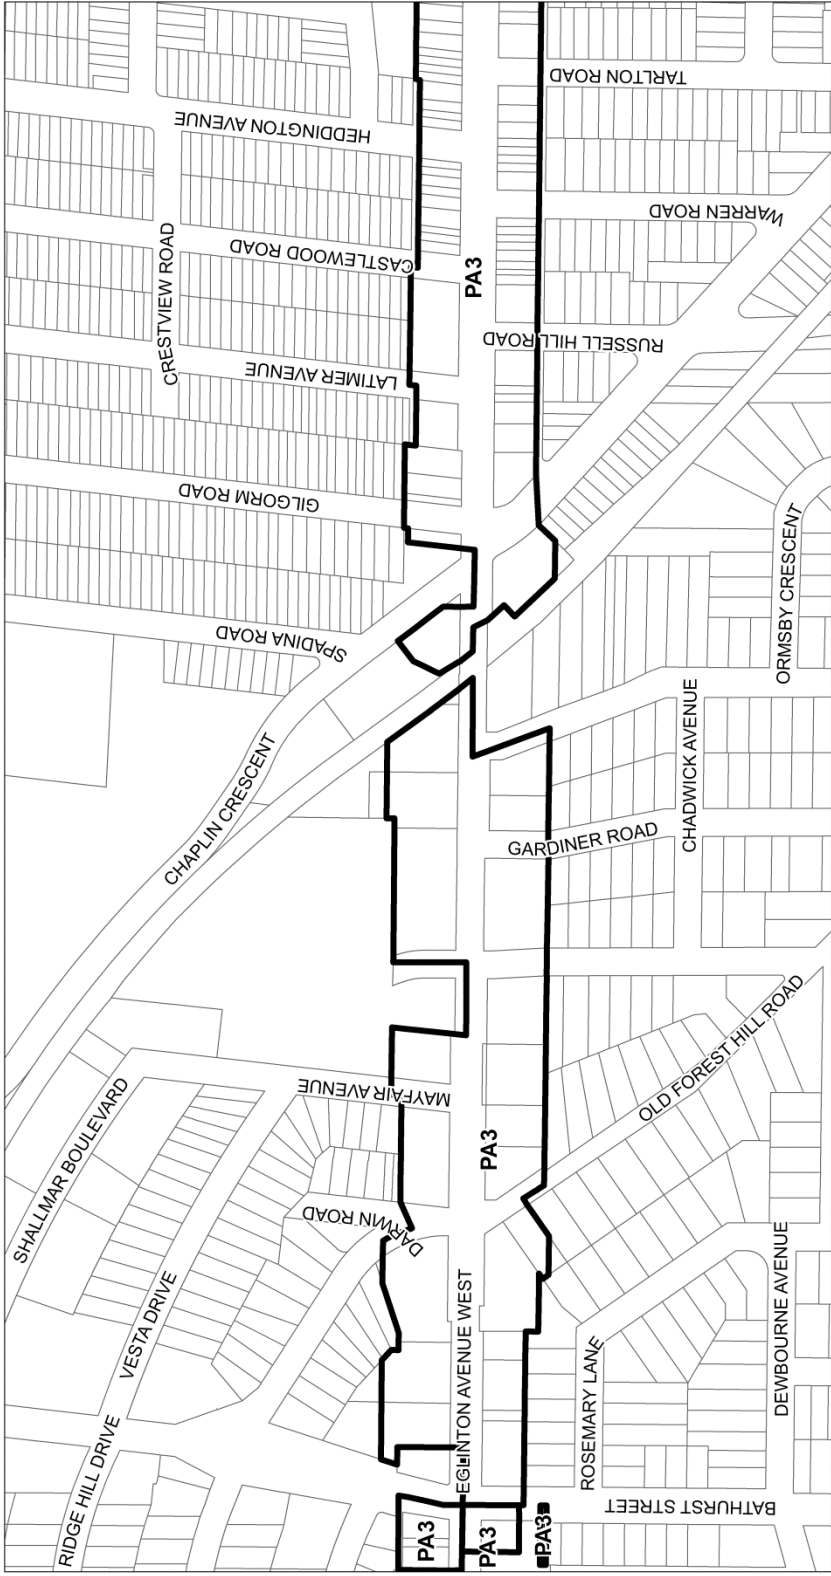 HEDDINGTON AVENUE
TARLTON ROAD
CASTLEWOOD ROAD
WARREN ROAD
CRESTVIEW ROAD
PA3
LATIMER AVENUE
RUSSELL HILL ROAD
GILGORM ROAD
SPADINA ROAD
ORMSBY CRESCENT
CHAPLIN CRESCENT
CHADWICK AVENUE
GARDINER ROAD
OLD FOREST HILL ROAD
MAYFAIR AVENUE
SHALLMAR BOULEVARD
PA3
DARWIN ROAD
VESTA DRIVE
EGLINTON AVENUE WEST
DEWBOURNE AVENUE
ROSEMARY LANE
RIDGE HILL DRIVE
BATHURST STREET
PA3
PA3
PA3